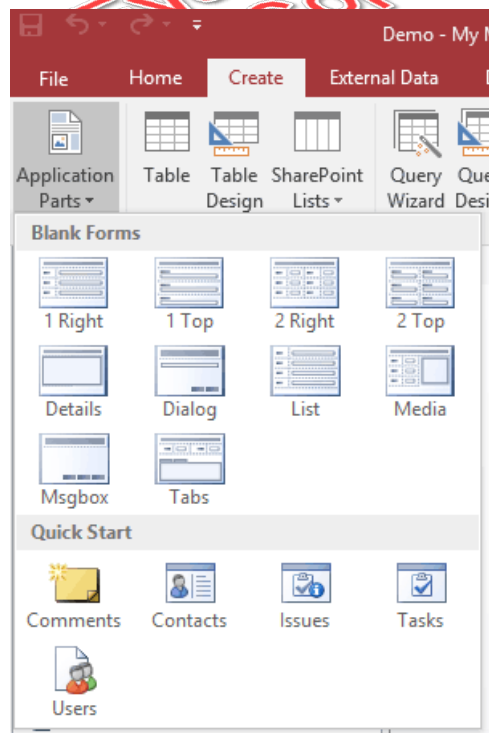 Demo - My M
File Home Create External Data
Application Parts Table Table Design SharePoint Lists Query Wizard
Blank Forms
1 Right 1 Top 2 Right 2 Top
Details Dialog List Media
Msgbox Tabs
Quick Start
Comments Contacts Issues Tasks
Users